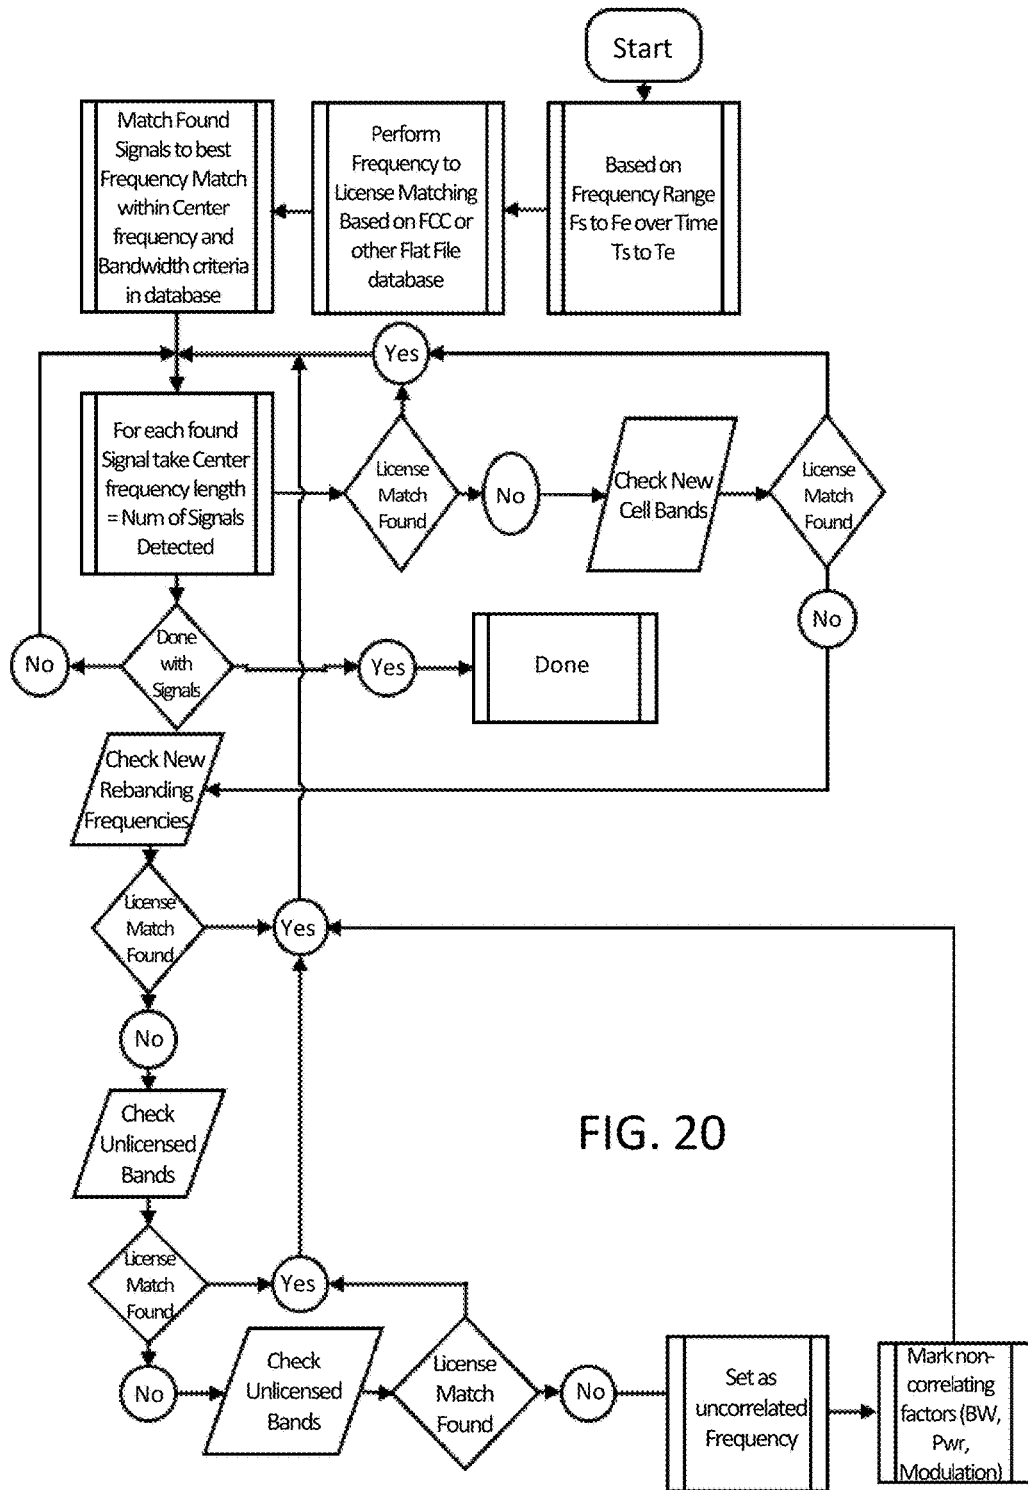 Start
Based on
Frequency Range
Fs to Fe over Time
Ts to Te
Perform
Frequency to
License Matching
Based on FCC or
other Flat File
database
Match Found
Signals to best
Frequency Match
within Center
frequency and
Bandwidth criteria
in database
For each found
Signal take Center
frequency length
= Num of Signals
Detected
License
Match
Found
Yes
No
Check New
Cell Bands
License
Match
Found
No
Done
with
Signals
No
Yes
Done
Check New
Rebanding
Frequencies
License
Match
Found
Yes
No
Check
Unlicensed
Bands
FIG. 20
License
Match
Found
Yes
No
Check
Unlicensed
Bands
License
Match
Found
No
Set as
uncorrelated
Frequency
Mark non-
correlating
factors (BW,
Pwr,
Modulation)